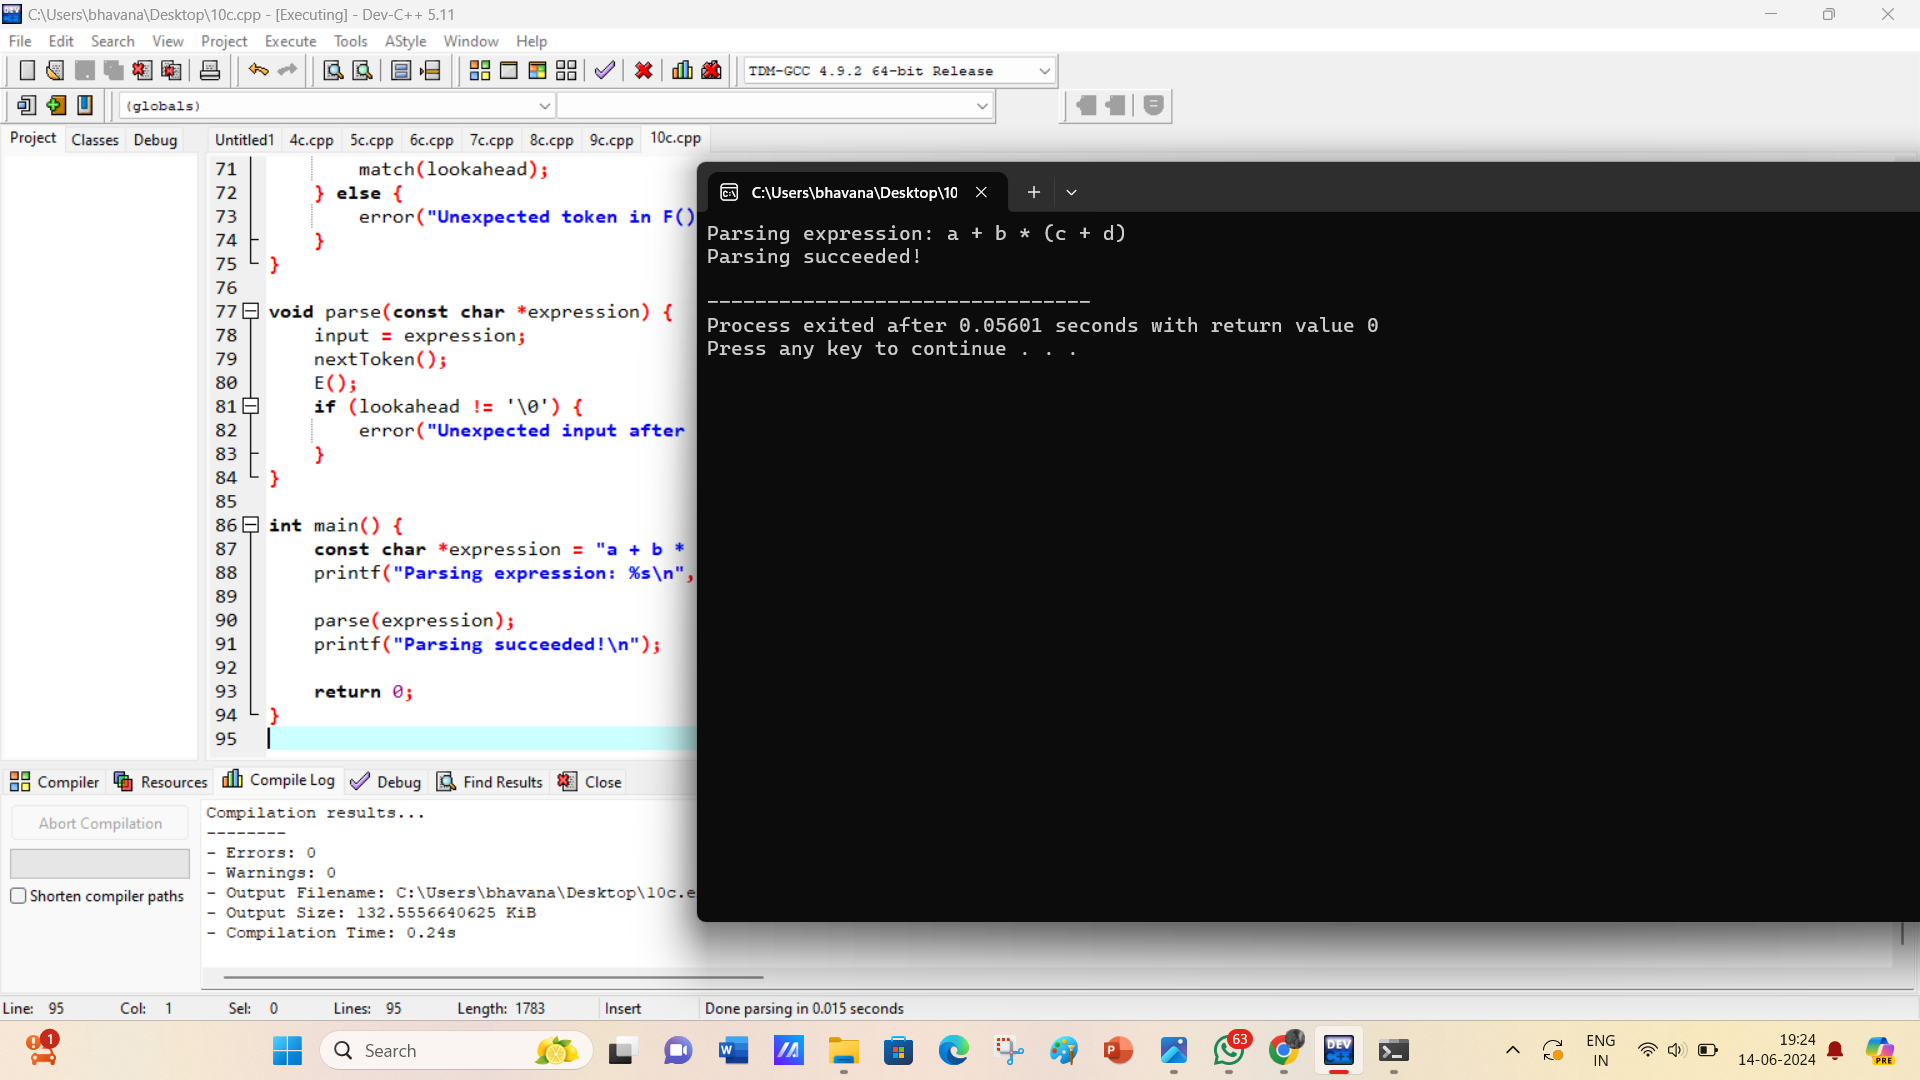 C:\Users\bhavana\Desktop\10c.cpp - [Executing] - Dev-C++ 5.11
File Edit Search View Project Execute Tools AStyle Window Help
TDM-GCC 4.9.2 64-bit Release
(globals)
Project Classes Debug
Untitled1 4c.cpp 5c.cpp 6c.cpp 7c.cpp 8c.cpp 9c.cpp 10c.cpp
71 match(lookahead);
72 } else {
73 error("Unexpected token in F()
74 }
75 }
76
77 void parse(const char *expression) {
78 input = expression;
79 nextToken();
80 E();
81 if (lookahead != '\0') {
82 error("Unexpected input after
83 }
84 }
85
86 int main() {
87 const char *expression = "a + b *
88 printf("Parsing expression: %s\n",
89
90 parse(expression);
91 printf("Parsing succeeded!\n");
92
93 return 0;
94 }
95
C:\Users\bhavana\Desktop\10
Parsing expression: a + b * (c + d)
Parsing succeeded!
--------------------------------
Process exited after 0.05601 seconds with return value 0
Press any key to continue . . .
Compiler Resources Compile Log Debug Find Results Close
Abort Compilation
Shorten compiler paths
Compilation results...
--------
- Errors: 0
- Warnings: 0
- Output Filename: C:\Users\bhavana\Desktop\10c.e
- Output Size: 132.5556640625 KiB
- Compilation Time: 0.24s
Line: 95 Col: 1 Sel: 0 Lines: 95 Length: 1783 Insert Done parsing in 0.015 seconds
1
Search
W
P
63
DEV
C++
ENG
IN
19:24
14-06-2024
PRE